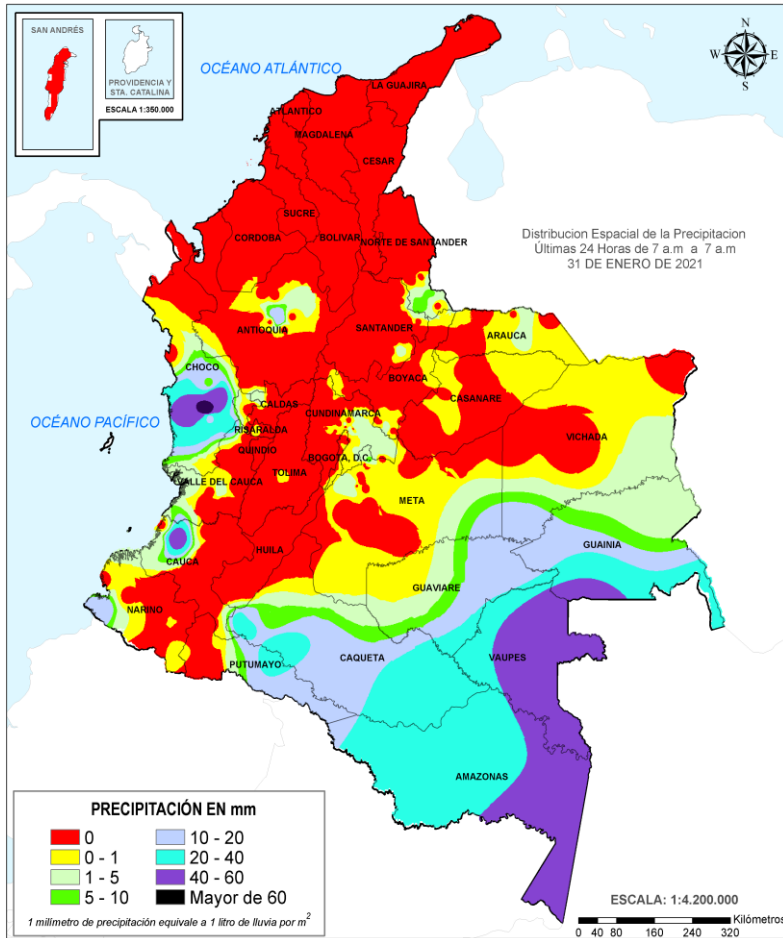 SAN ANDRÉS
PROVIDENCIA Y
STA. CATALINA
ESCALA 1:350.000
OCÉANO ATLÁNTICO
N
W
E
S
LA GUAJIRA
ATLANTICO
MAGDALENA
CESAR
SUCRE
CORDOBA
BOLIVAR
NORTE DE SANTANDER
Distribucion Espacial de la Precipitacion
Últimas 24 Horas de 7 a.m a 7 a.m
31 DE ENERO DE 2021
ANTIOQUIA
SANTANDER
ARAUCA
CHOCO
BOYACA
CASANARE
OCÉANO PACÍFICO
CALDAS
CUNDINAMARCA
RISARALDA
VICHADA
QUINDIO
BOGOTA, D.C.
TOLIMA
VALLE DEL CAUCA
META
GUAINIA
HUILA
CAUCA
GUAVIARE
NARINO
CAQUETA
VAUPES
PUTUMAYO
AMAZONAS
PRECIPITACIÓN EN mm
0
0 - 1
1 - 5
5 - 10
10 - 20
20 - 40
40 - 60
Mayor de 60
1 milímetro de precipitación equivale a 1 litro de lluvia por m²
ESCALA: 1:4.200.000
Kilómetros
0 40 80 160 240 320